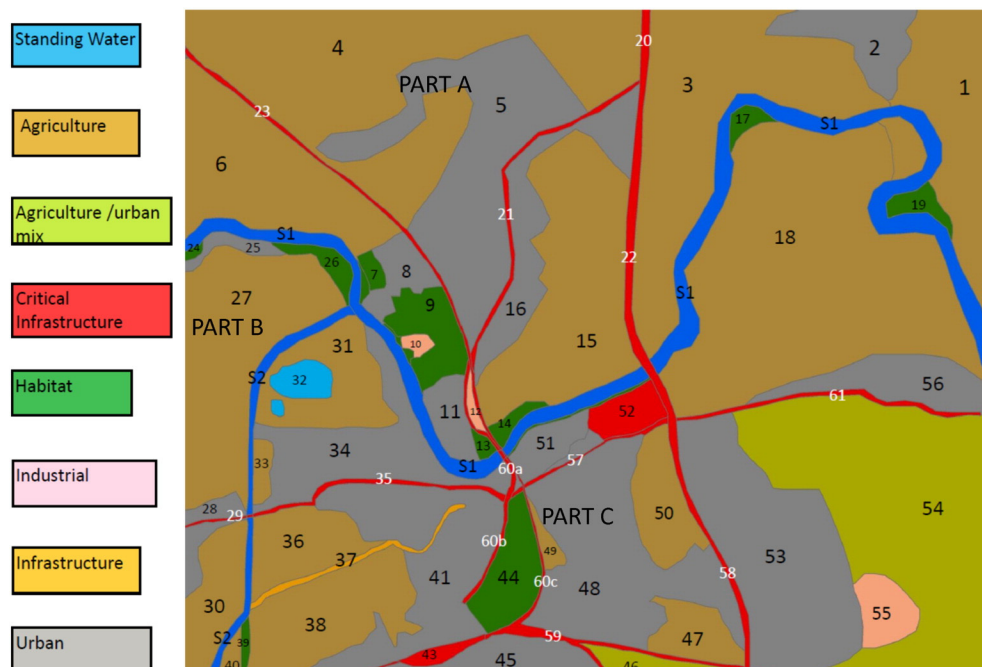 Standing Water
Agriculture
Agriculture /urban
mix
Critical
Infrastructure
Habitat
Industrial
Infrastructure
Urban
4
20
2
3
1
PART A
5
23
17
S1
6
19
21
18
S1
25
24
26
7
8
22
27
9
S1
16
PART B
31
10
15
S2
32
56
11
12
52
61
14
13
51
34
57
33
S1
60a
35
28
29
PART C
50
54
36
60b
37
49
53
41
44
60c
48
58
55
30
38
S2
39
59
47
43
45
40
46